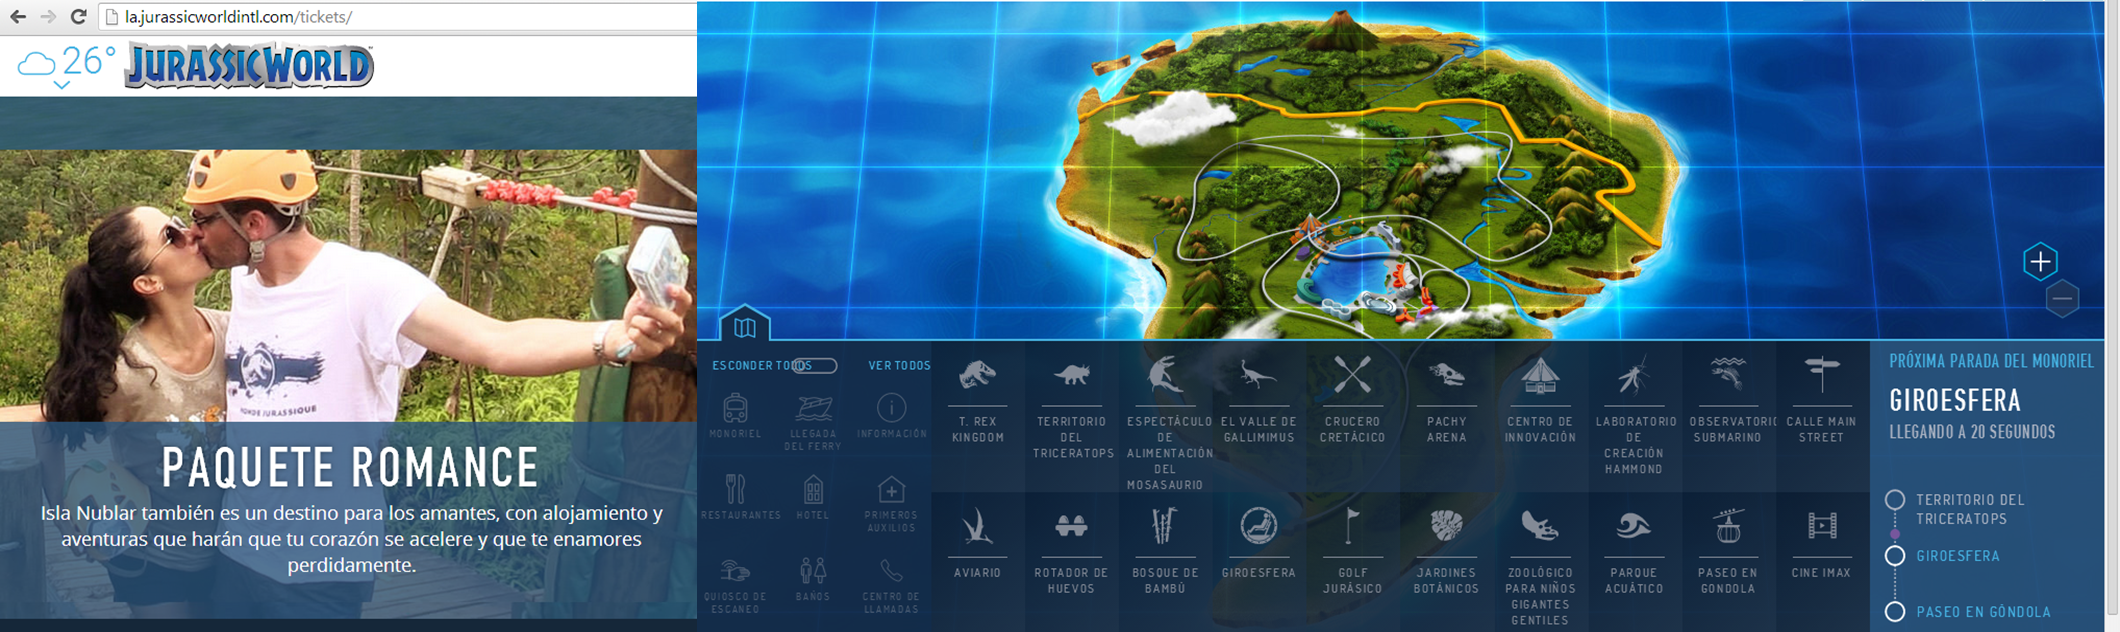 la.jurassicworldintl.com/tickets/
26°
JURASSIC WORLD
MONDE JURASSIQUE
PAQUETE ROMANCE
Isla Nublar también es un destino para los amantes, con alojamiento y
aventuras que harán que tu corazón se acelere y que te enamores
perdidamente.
ESCONDER TODOS
VER TODOS
MONORIEL
LLEGADA
DEL FERRY
INFORMACIÓN
RESTAURANTES
HOTEL
PRIMEROS
AUXILIOS
QUIOSCO DE
ESCANEO
BAÑOS
CENTRO DE
LLAMADAS
T. REX
KINGDOM
TERRITORIO
DEL
TRICERATOPS
ESPECTÁCULO
DE
ALIMENTACIÓN
DEL
MOSASAURIO
EL VALLE DE
GALLIMIMUS
CRUCERO
CRETÁCICO
PACHY
ARENA
CENTRO DE
INNOVACIÓN
LABORATORIO
DE
CREACIÓN
HAMMOND
OBSERVATORIO
SUBMARINO
CALLE MAIN
STREET
AVIARIO
ROTADOR DE
HUEVOS
BOSQUE DE
BAMBÚ
GIROESFERA
GOLF
JURÁSICO
JARDINES
BOTÁNICOS
ZOOLÓGICO
PARA NIÑOS
GIGANTES
GENTILES
PARQUE
ACUÁTICO
PASEO EN
GONDOLA
CINE IMAX
PRÓXIMA PARADA DEL MONORIEL
GIROESFERA
LLEGANDO A 20 SEGUNDOS
TERRITORIO DEL
TRICERATOPS
GIROESFERA
PASEO EN GÓNDOLA